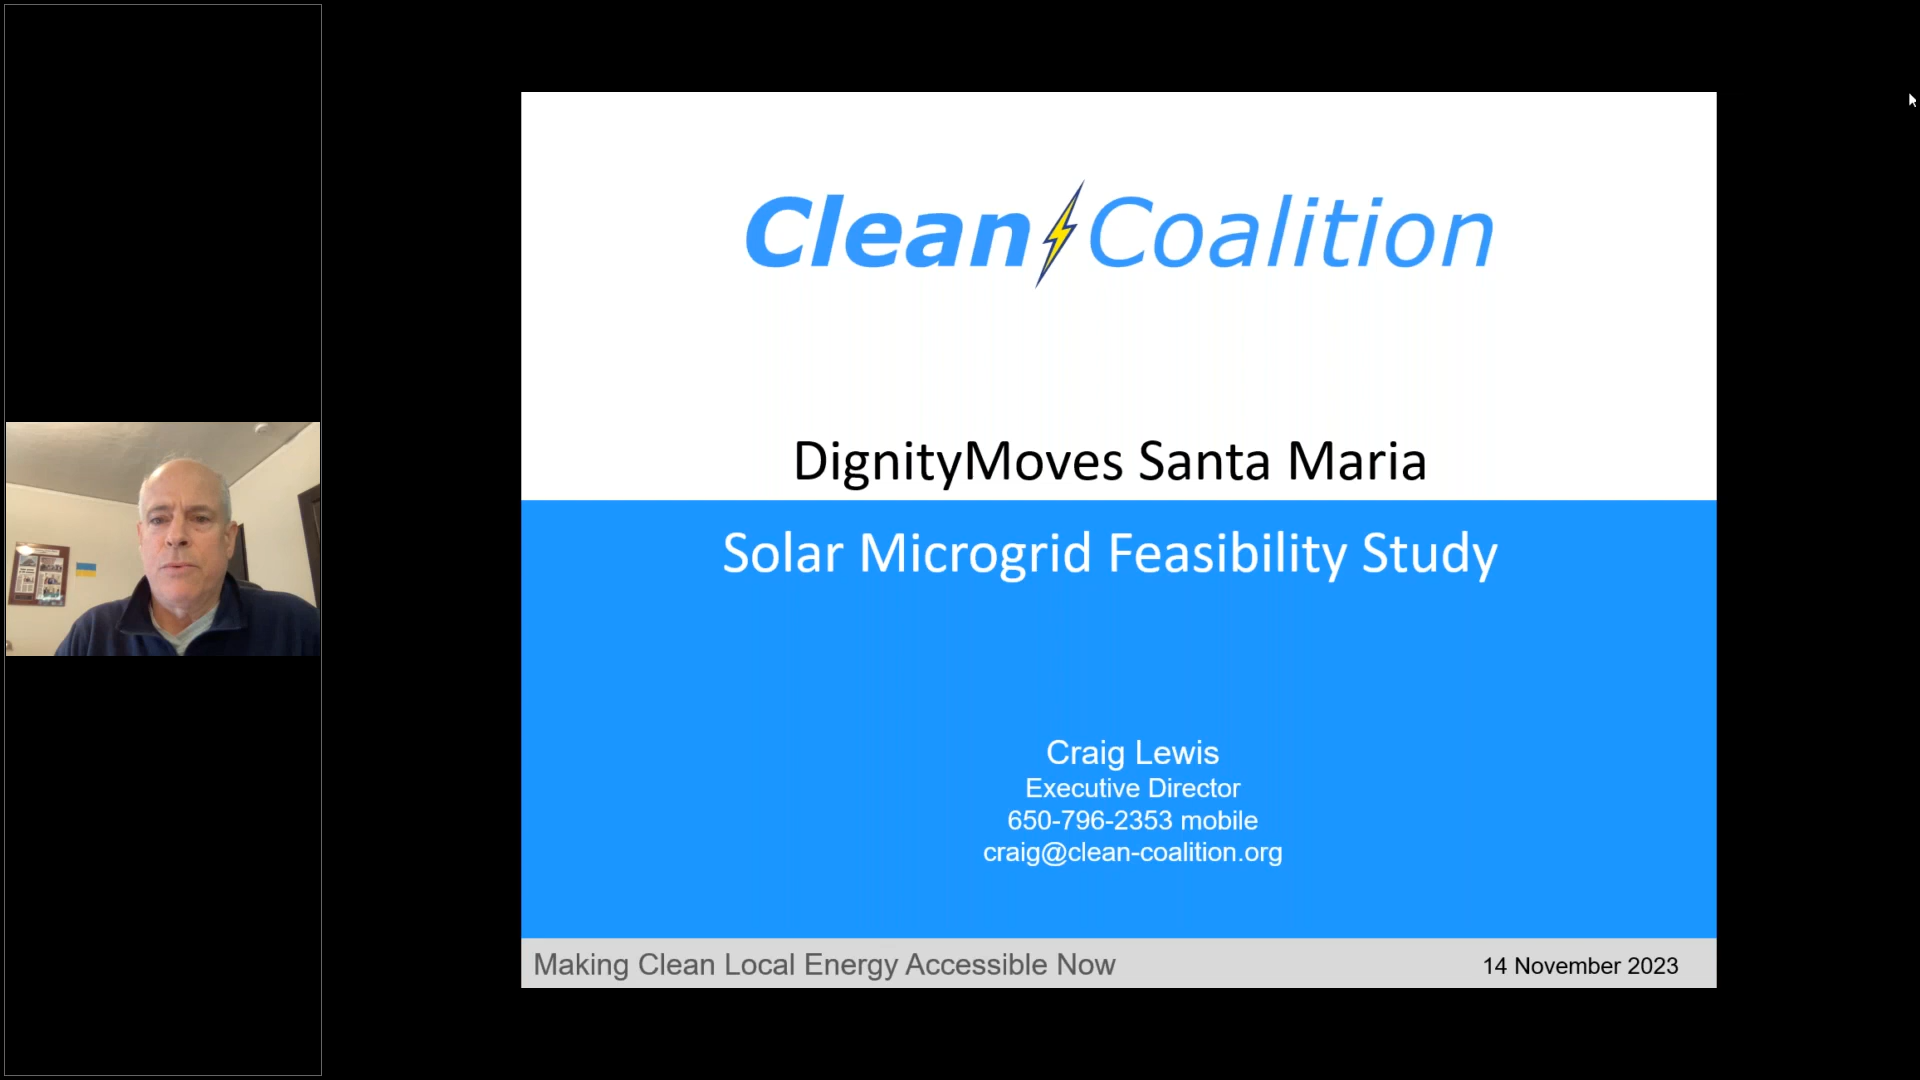 Clean Coalition
DignityMoves Santa Maria
Solar Microgrid Feasibility Study
Craig Lewis
Executive Director
650-796-2353 mobile
craig@clean-coalition.org
Making Clean Local Energy Accessible Now
14 November 2023